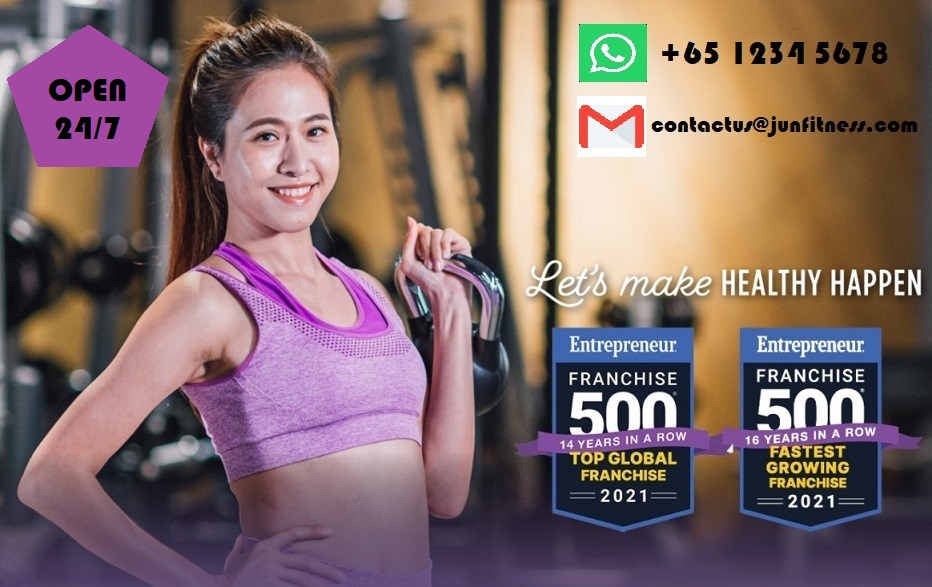 OPEN
24/7
+65 1234 5678
contactus@junfitness.com
Let's make HEALTHY HAPPEN
Entrepreneur
FRANCHISE
500
14 YEARS IN A ROW
TOP GLOBAL
FRANCHISE
2021
Entrepreneur
FRANCHISE
500
16 YEARS IN A ROW
FASTEST
GROWING
FRANCHISE
2021